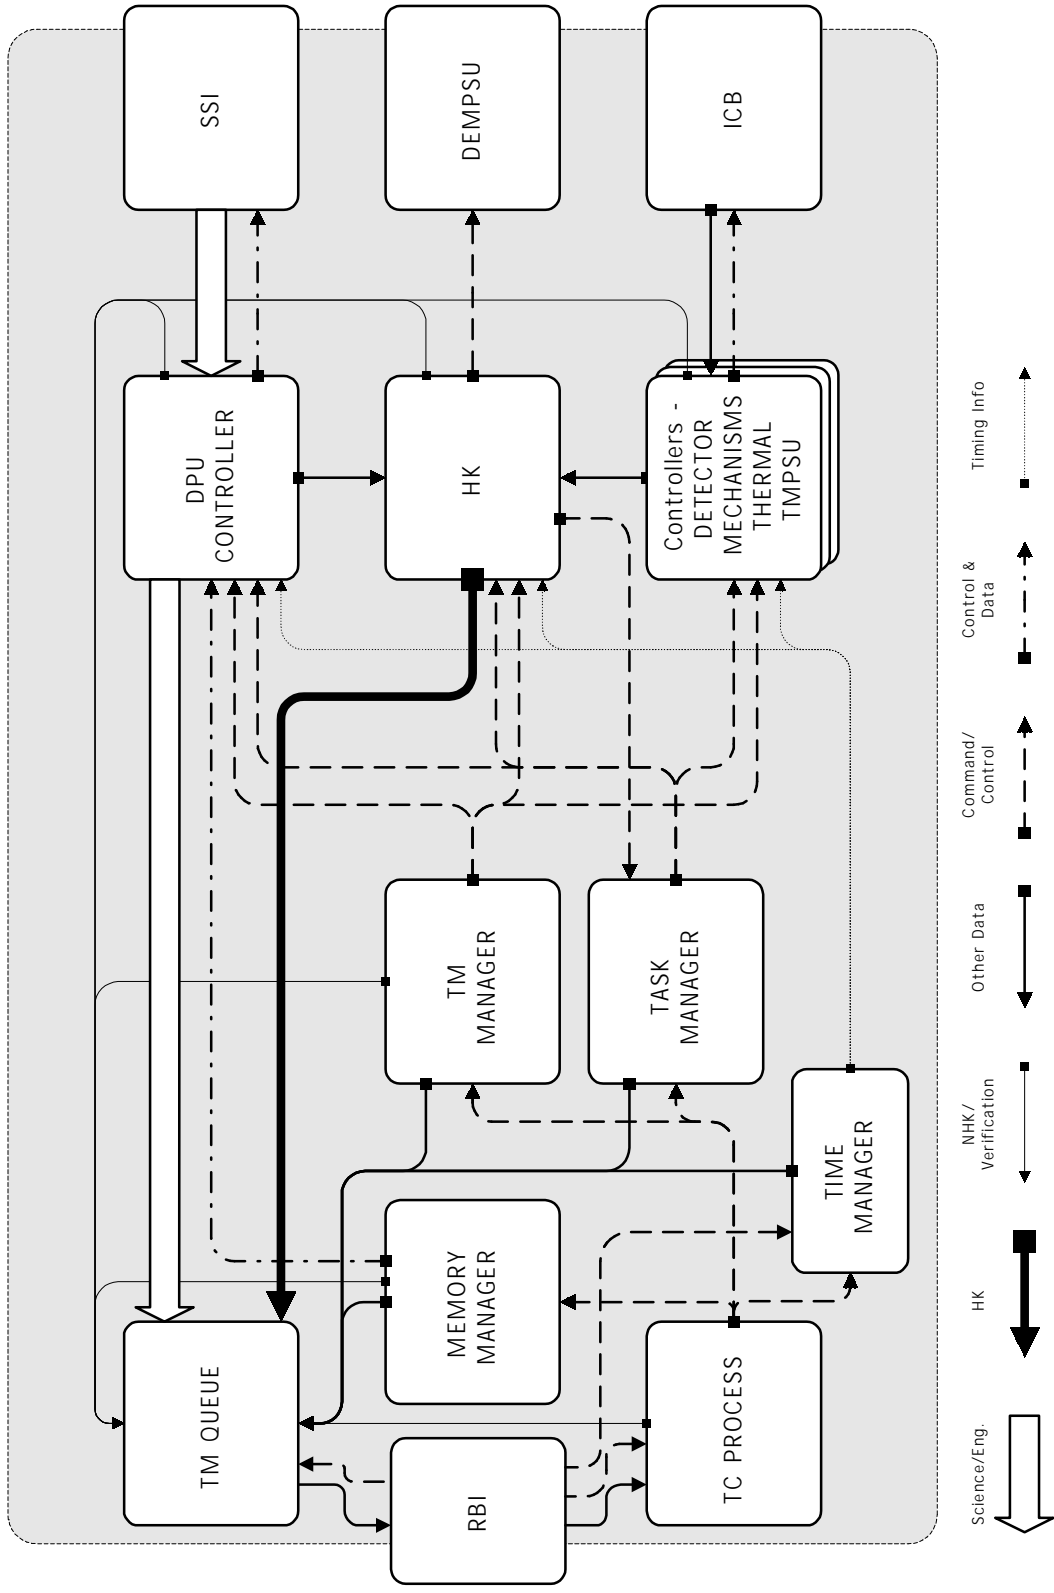 SSI
DEMPSU
ICB
DPU
CONTROLLER
HK
Controllers -
DETECTOR
MECHANISMS
THERMAL
TMPSU
TM
MANAGER
TASK
MANAGER
TIME
MANAGER
MEMORY
MANAGER
TM QUEUE
RBI
TC PROCESS
Timing Info
Control &
Data
Command/
Control
Other Data
NHK/
Verification
HK
Science/Eng.